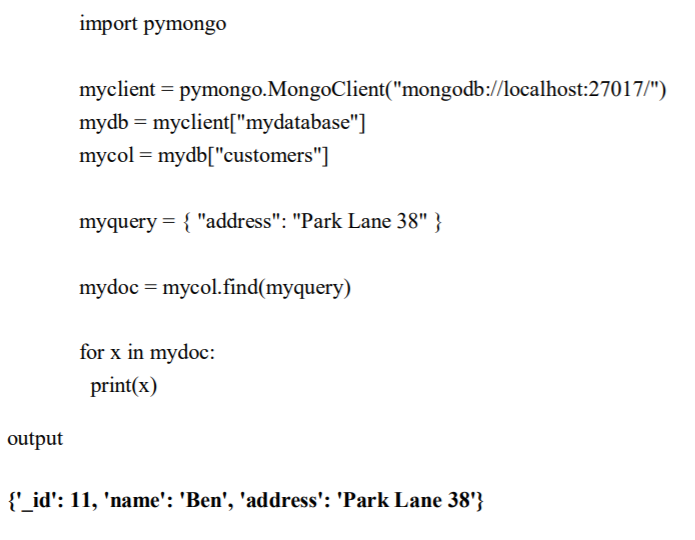 import pymongo
myclient = pymongo.MongoClient("mongodb://localhost:27017/")
mydb = myclient["mydatabase"]
mycol = mydb["customers"]
myquery = { "address": "Park Lane 38" }
mydoc = mycol.find(myquery)
for x in mydoc:
 print(x)
output
{'_id': 11, 'name': 'Ben', 'address': 'Park Lane 38'}